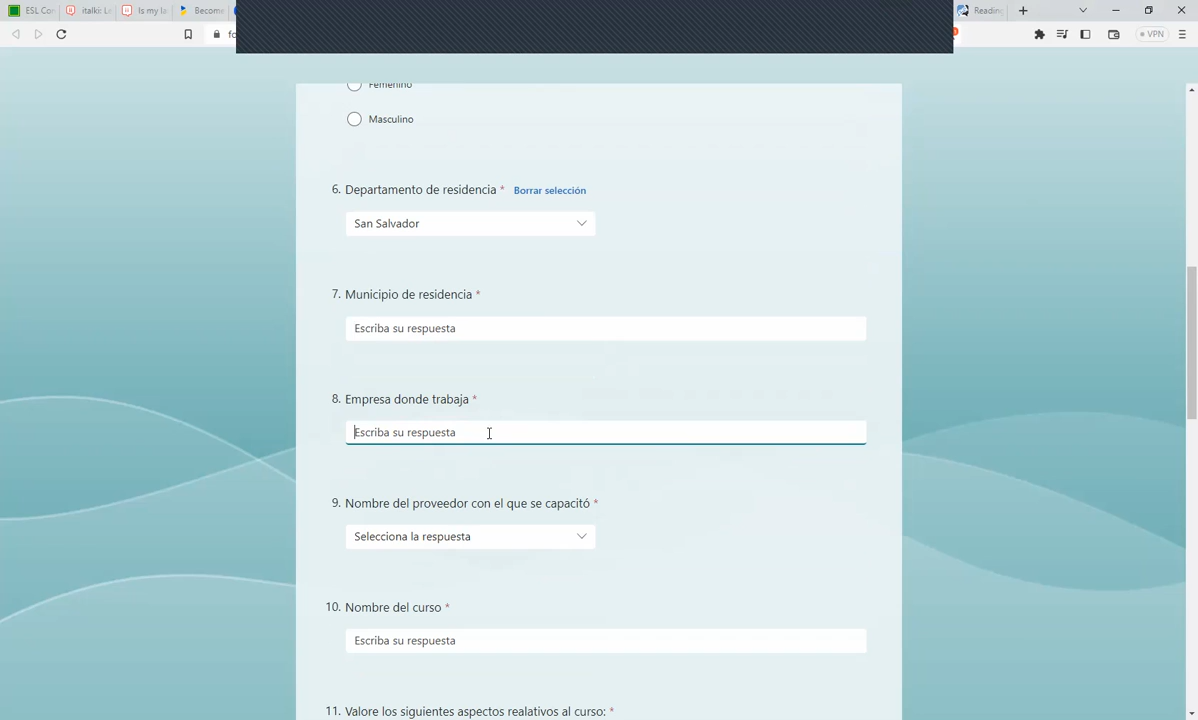 ESL Co
italki: L
Is my la
Become
Reading
VPN
Femenino
Masculino
6. Departamento de residencia * Borrar selección
San Salvador
7. Municipio de residencia *
Escriba su respuesta
8. Empresa donde trabaja *
Escriba su respuesta
9. Nombre del proveedor con el que se capacitó *
Selecciona la respuesta
10. Nombre del curso *
Escriba su respuesta
11. Valore los siguientes aspectos realativos al curso: *